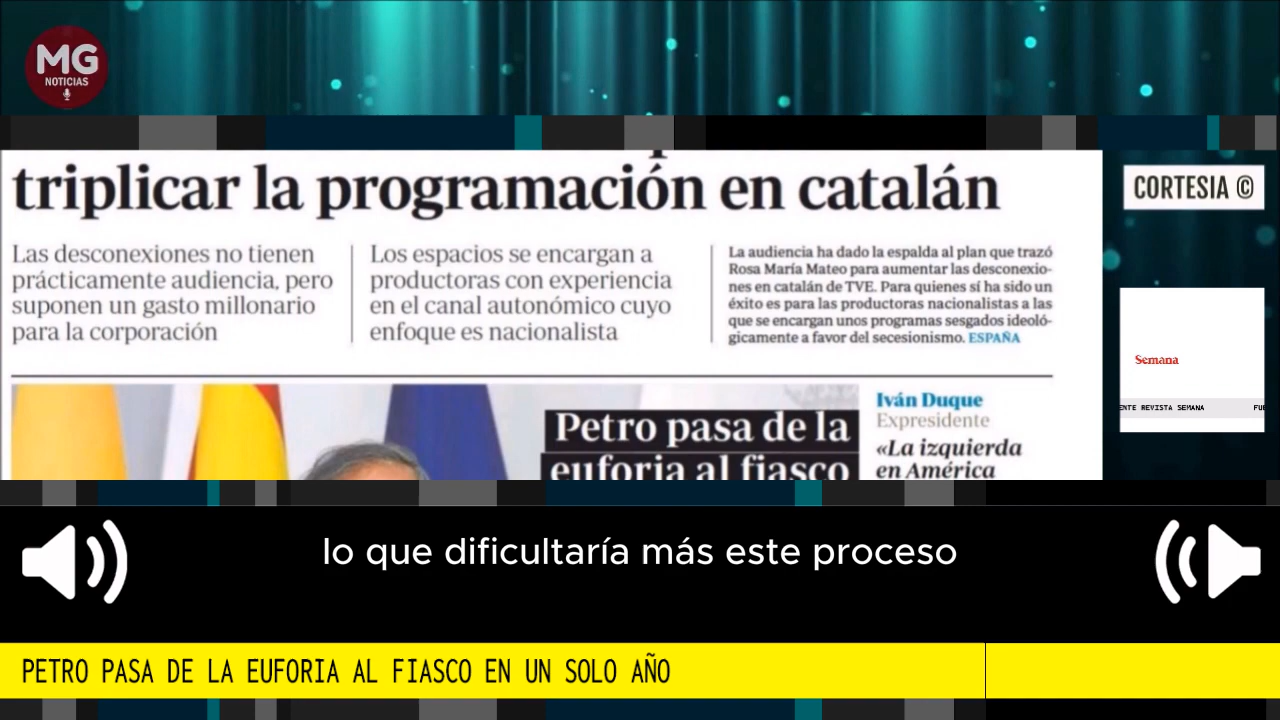 MG
NOTICIAS
triplicar la programación en catalán
CORTESIA ©
Las desconexiones no tienen
prácticamente audiencia, pero
suponen un gasto millonario
para la corporación
Los espacios se encargan a
productoras con experiencia
en el canal autonómico cuyo
enfoque es nacionalista
La audiencia ha dado la espalda al plan que trazó
Rosa María Mateo para aumentar las desconexio-
nes en catalán de TVE. Para quienes sí ha sido un
éxito es para las productoras nacionalistas a las
que se encargan unos programas sesgados ideoló-
gicamente a favor del secesionismo. ESPAÑA
Semana
ENTE REVISTA SEMANA FUE
Petro pasa de la
euforia al fiasco
Iván Duque
Expresidente
«La izquierda
en América
lo que dificultaría más este proceso
PETRO PASA DE LA EUFORIA AL FIASCO EN UN SOLO AÑO